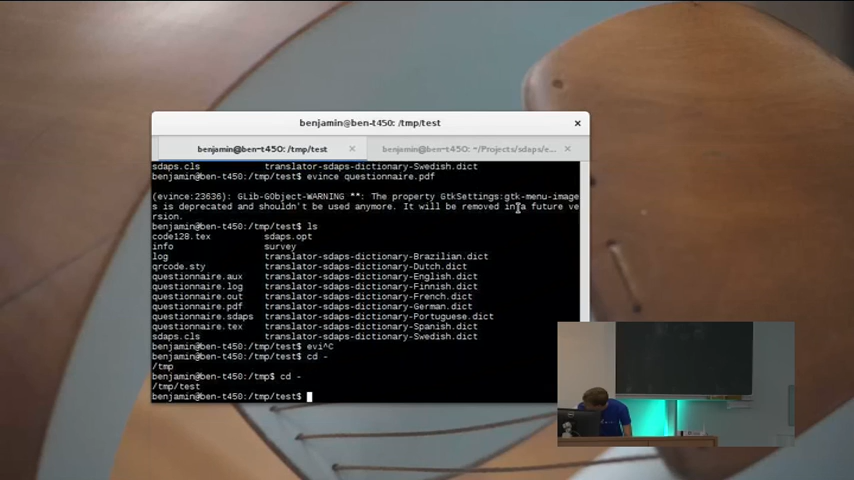 benjamin@ben-t450: /tmp/test
benjamin@ben-t450: /tmp/test
benjamin@ben-t450: ~/Projects/sdaps/e...
sdaps.cls translator-sdaps-dictionary-Swedish.dict
benjamin@ben-t450:/tmp/test$ evince questionnaire.pdf
(evince:23636): GLib-GObject-WARNING **: The property GtkSettings:gtk-menu-image
s is deprecated and shouldn't be used anymore. It will be removed in a future ve
rsion.
benjamin@ben-t450:/tmp/test$ ls
code128.tex sdaps.opt
info survey
log translator-sdaps-dictionary-Brazilian.dict
qrcode.sty translator-sdaps-dictionary-Dutch.dict
questionnaire.aux translator-sdaps-dictionary-English.dict
questionnaire.log translator-sdaps-dictionary-Finnish.dict
questionnaire.out translator-sdaps-dictionary-French.dict
questionnaire.pdf translator-sdaps-dictionary-German.dict
questionnaire.sdaps translator-sdaps-dictionary-Portuguese.dict
questionnaire.tex translator-sdaps-dictionary-Spanish.dict
sdaps.cls translator-sdaps-dictionary-Swedish.dict
benjamin@ben-t450:/tmp/test$ evi^C
benjamin@ben-t450:/tmp/test$ cd -
/tmp
benjamin@ben-t450:/tmp$ cd -
/tmp/test
benjamin@ben-t450:/tmp/test$